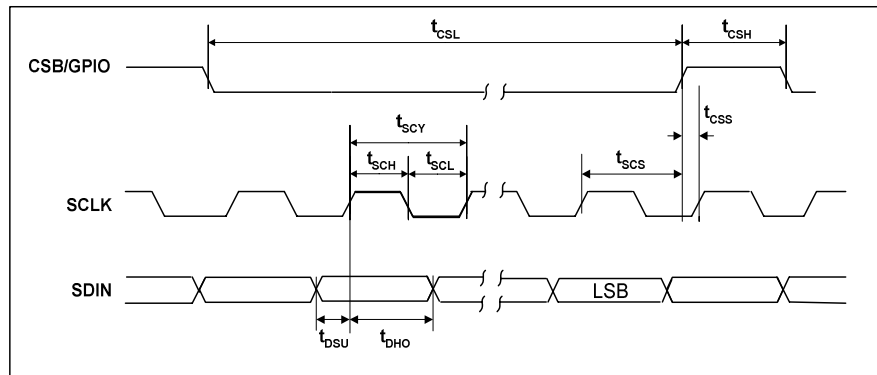 tCSL
tCSH
CSB/GPIO
tCSS
tSCY
tSCH
tSCL
tSCS
SCLK
SDIN
LSB
tDSU
tDHO